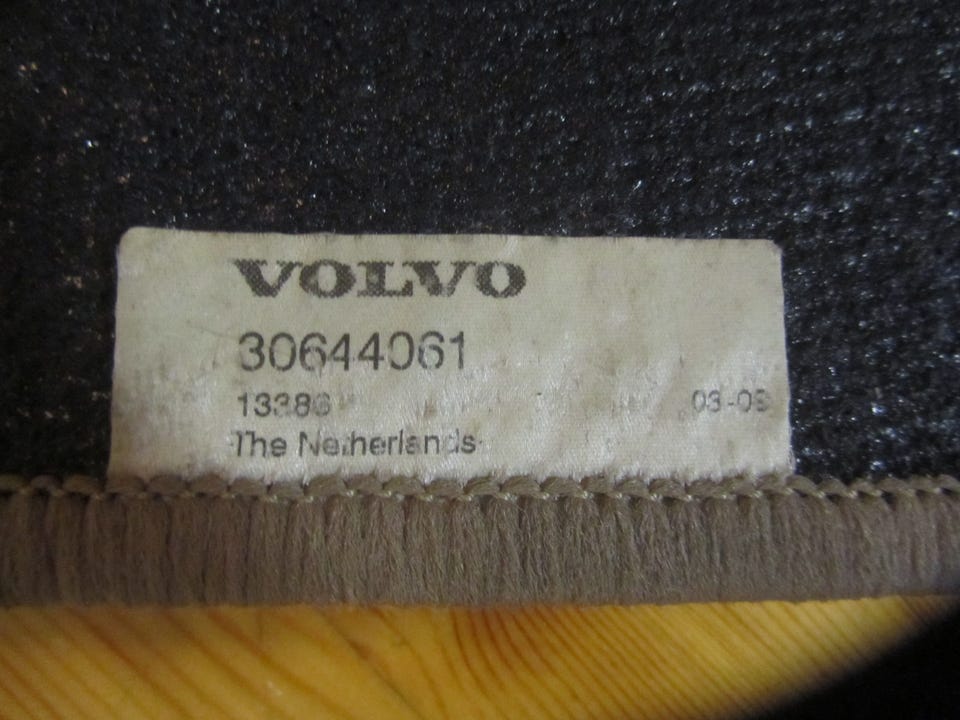 VOLVO
30644061
13386 03-09
The Netherlands